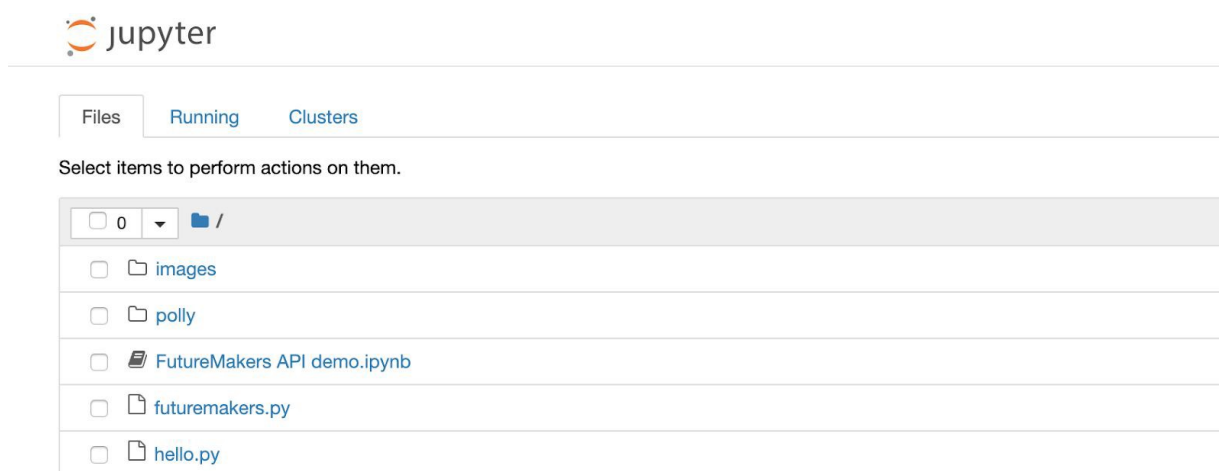 jupyter
Files Running Clusters
Select items to perform actions on them.
0 /
images
polly
FutureMakers API demo.ipynb
futuremakers.py
hello.py